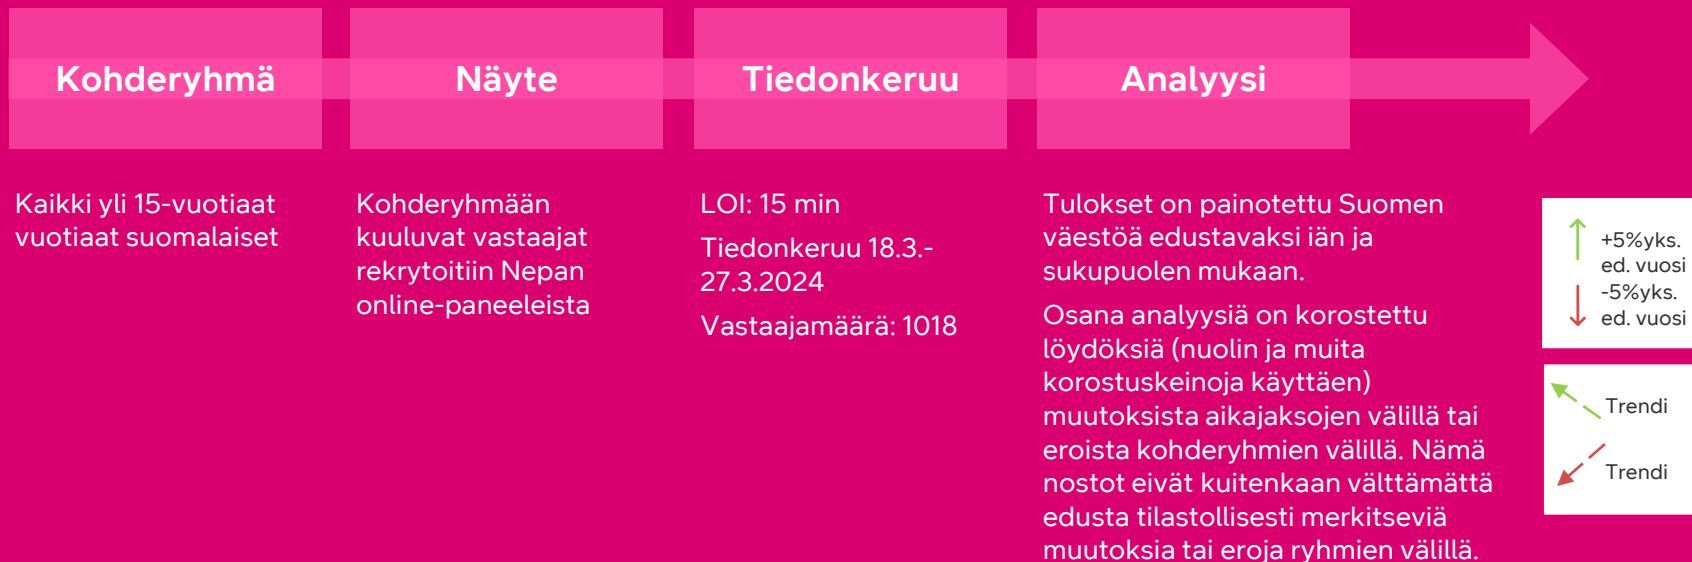 Kohderyhmä
Näyte
Tiedonkeruu
Analyysi
Kaikki yli 15-vuotiaat
vuotiaat suomalaiset
Kohderyhmään
kuuluvat vastaajat
rekrytoitiin Nepan
online-paneeleista
LOI: 15 min
Tiedonkeruu 18.3.-
27.3.2024
Vastaajamäärä: 1018
Tulokset on painotettu Suomen
väestöä edustavaksi iän ja
sukupuolen mukaan.
Osana analyysiä on korostettu
löydöksiä (nuolin ja muita
korostuskeinoja käyttäen)
muutoksista aikajaksojen välillä tai
eroista kohderyhmien välillä. Nämä
nostot eivät kuitenkaan välttämättä
edusta tilastollisesti merkitseviä
muutoksia tai eroja ryhmien välillä.
+5%yks.
ed. vuosi
-5%yks.
ed. vuosi
Trendi
Trendi